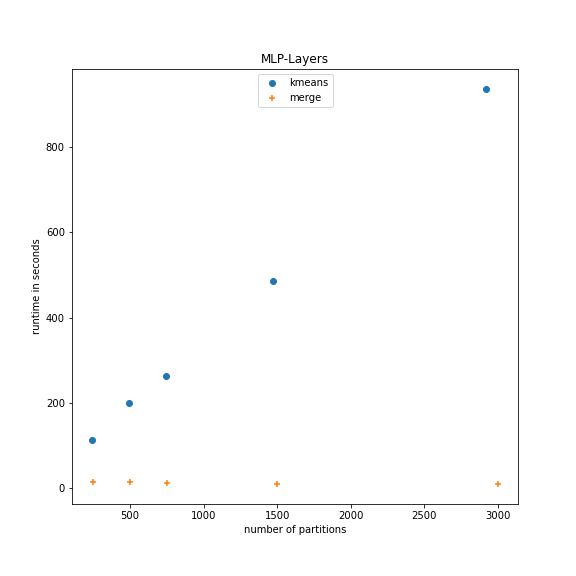 MLP-Layers
kmeans
merge
800
600
400
200
0
runtime in seconds
500 1000 1500 2000 2500 3000
number of partitions